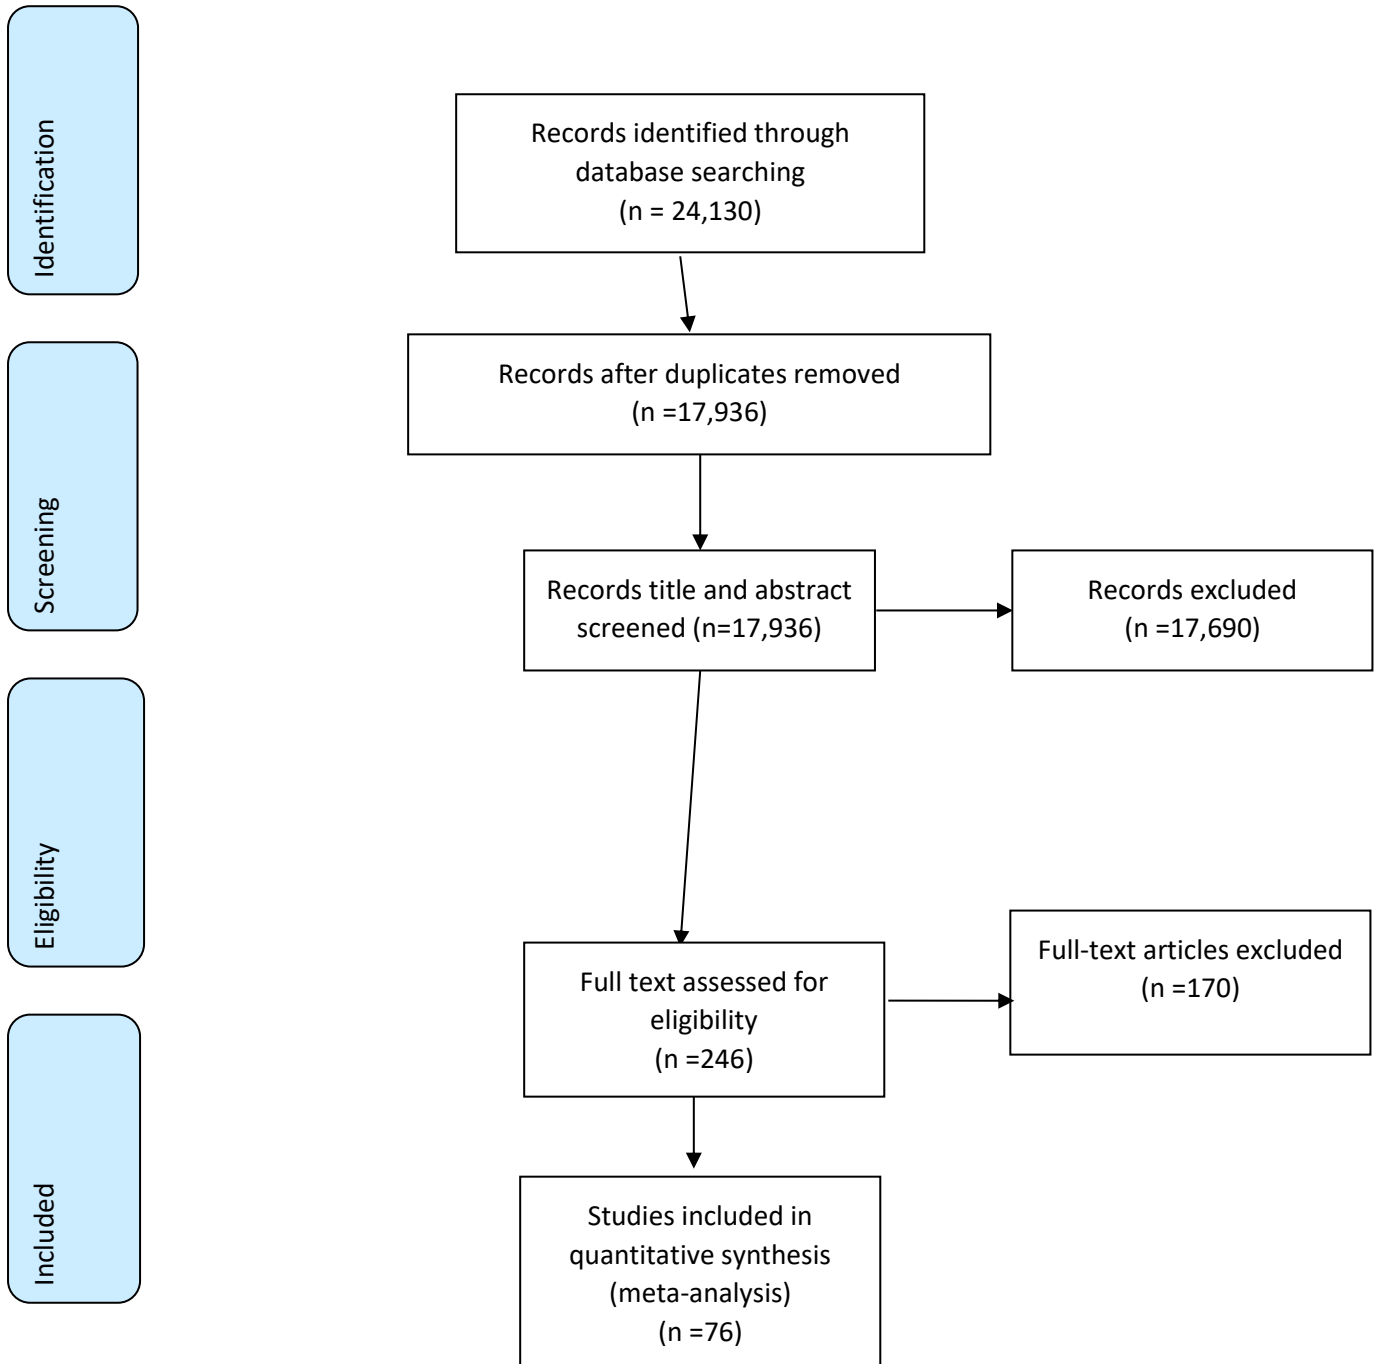 Identification
Records identified through
database searching
(n = 24,130)
Records after duplicates removed
(n =17,936)
Screening
Records title and abstract
screened (n=17,936)
Records excluded
(n =17,690)
Eligibility
Full text assessed for
eligibility
(n =246)
Full-text articles excluded
(n =170)
Included
Studies included in
quantitative synthesis
(meta-analysis)
(n =76)